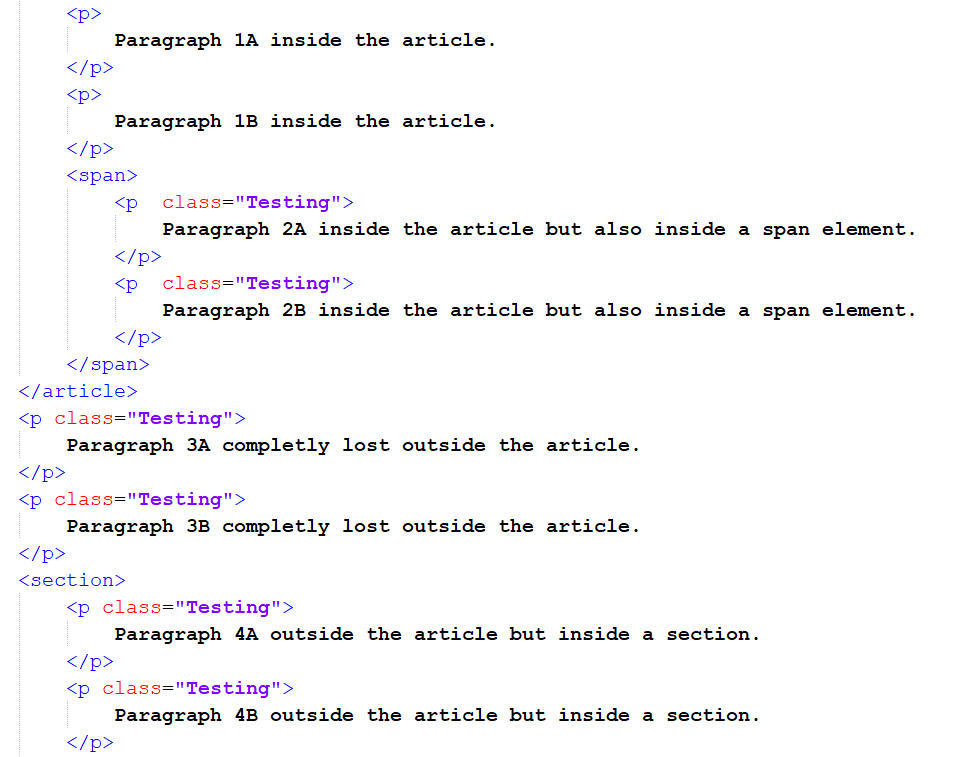 <p>
Paragraph 1A inside the article.
</p>
<p>
Paragraph 1B inside the article.
</p>
<span>
<p  class="Testing">
Paragraph 2A inside the article but also inside a span element.
</p>
<p  class="Testing">
Paragraph 2B inside the article but also inside a span element.
</p>
</span>
</article>
<p class="Testing">
Paragraph 3A completly lost outside the article.
</p>
<p class="Testing">
Paragraph 3B completly lost outside the article.
</p>
<section>
<p class="Testing">
Paragraph 4A outside the article but inside a section.
</p>
<p class="Testing">
Paragraph 4B outside the article but inside a section.
</p>